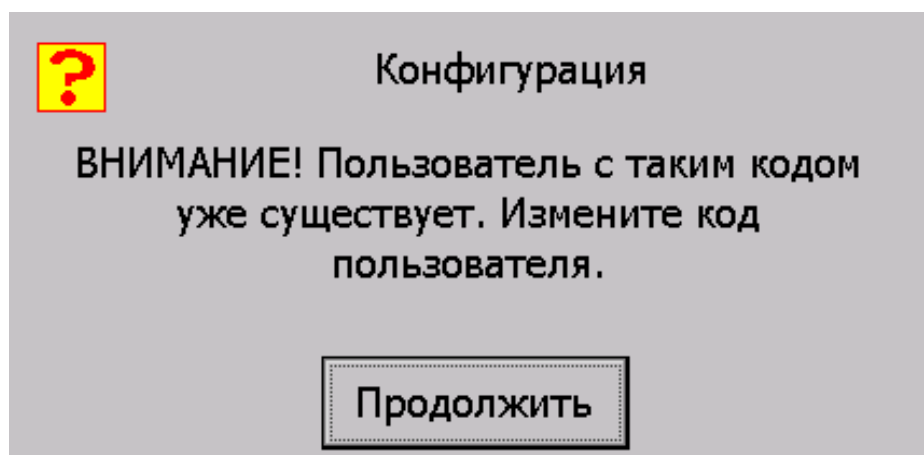 ?
Конфигурация
ВНИМАНИЕ! Пользователь с таким кодом
уже существует. Измените код
пользователя.
Продолжить